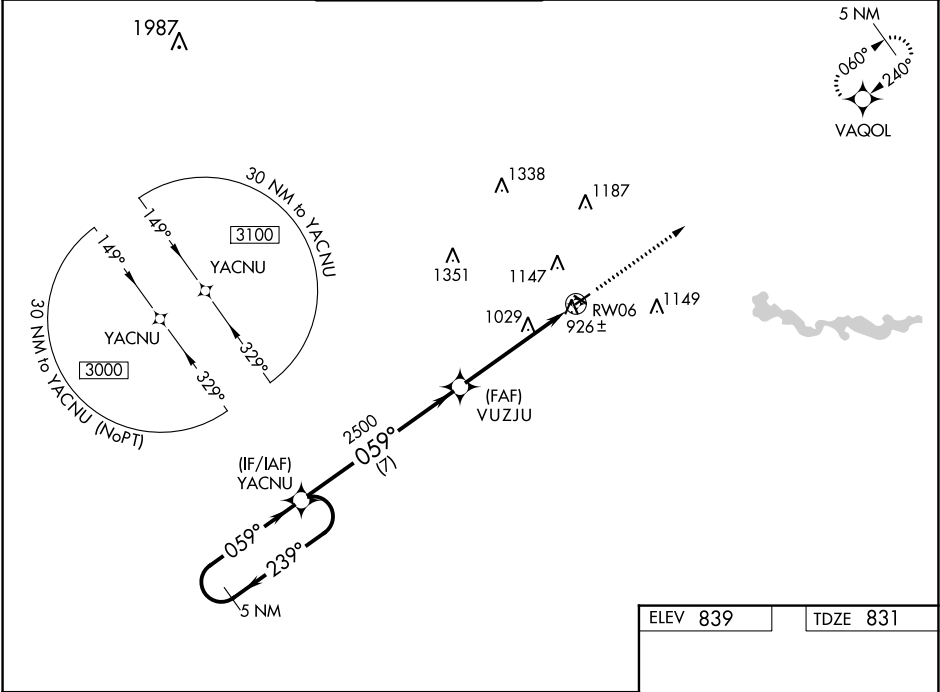 1987
5 NM
060°
240°
VAQOL
30 NM to YACNU
149°
3100
YACNU
329°
149°
YACNU
3000
329°
30 NM to YACNU (NoPT)
1338
1187
1351
1147
1029
RW06
926±
1149
(FAF)
VUZJU
2500
059°
(7)
(IF/IAF)
YACNU
059°
239°
5 NM
ELEV 839
TDZE 831